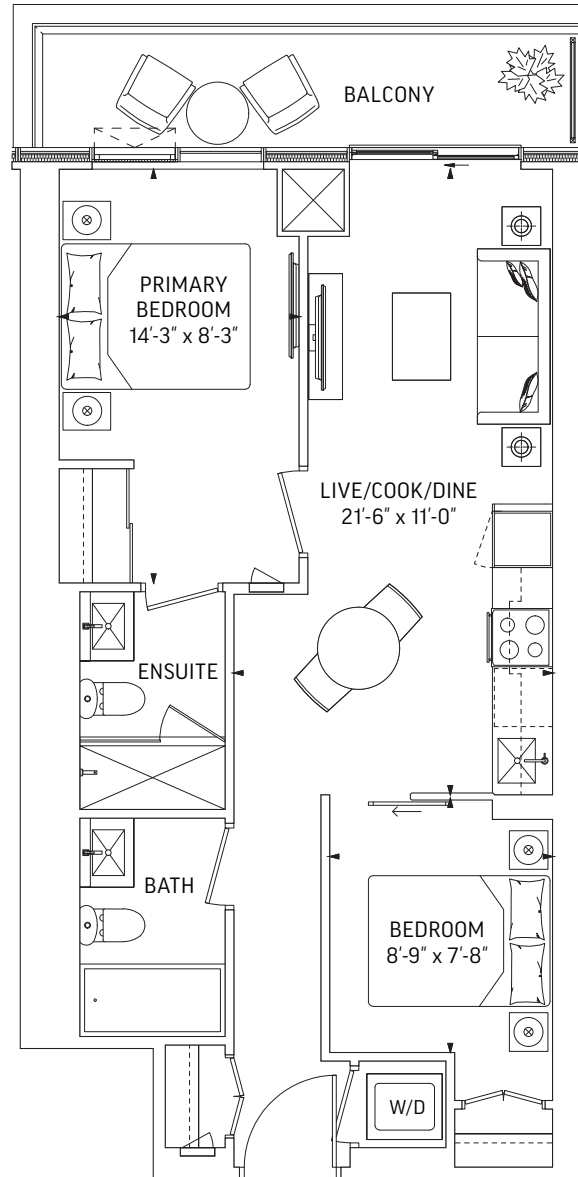 BALCONY
PRIMARY
BEDROOM
14'-3" x 8'-3"
LIVE/COOK/DINE
21'-6" x 11'-0"
ENSUITE
BATH
BEDROOM
8'-9" x 7'-8"
W/D